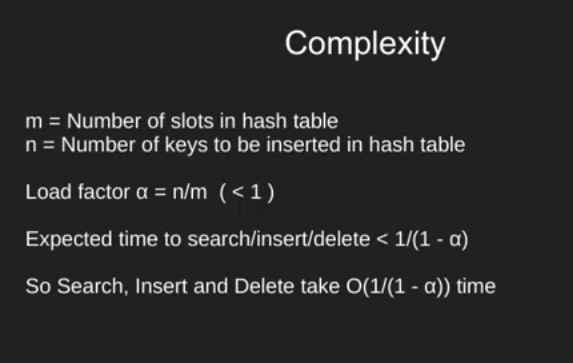 Complexity
m = Number of slots in hash table
n = Number of keys to be inserted in hash table
Load factor α = n/m  ( < 1 )
Expected time to search/insert/delete < 1/(1 - α)
So Search, Insert and Delete take O(1/(1 - α)) time